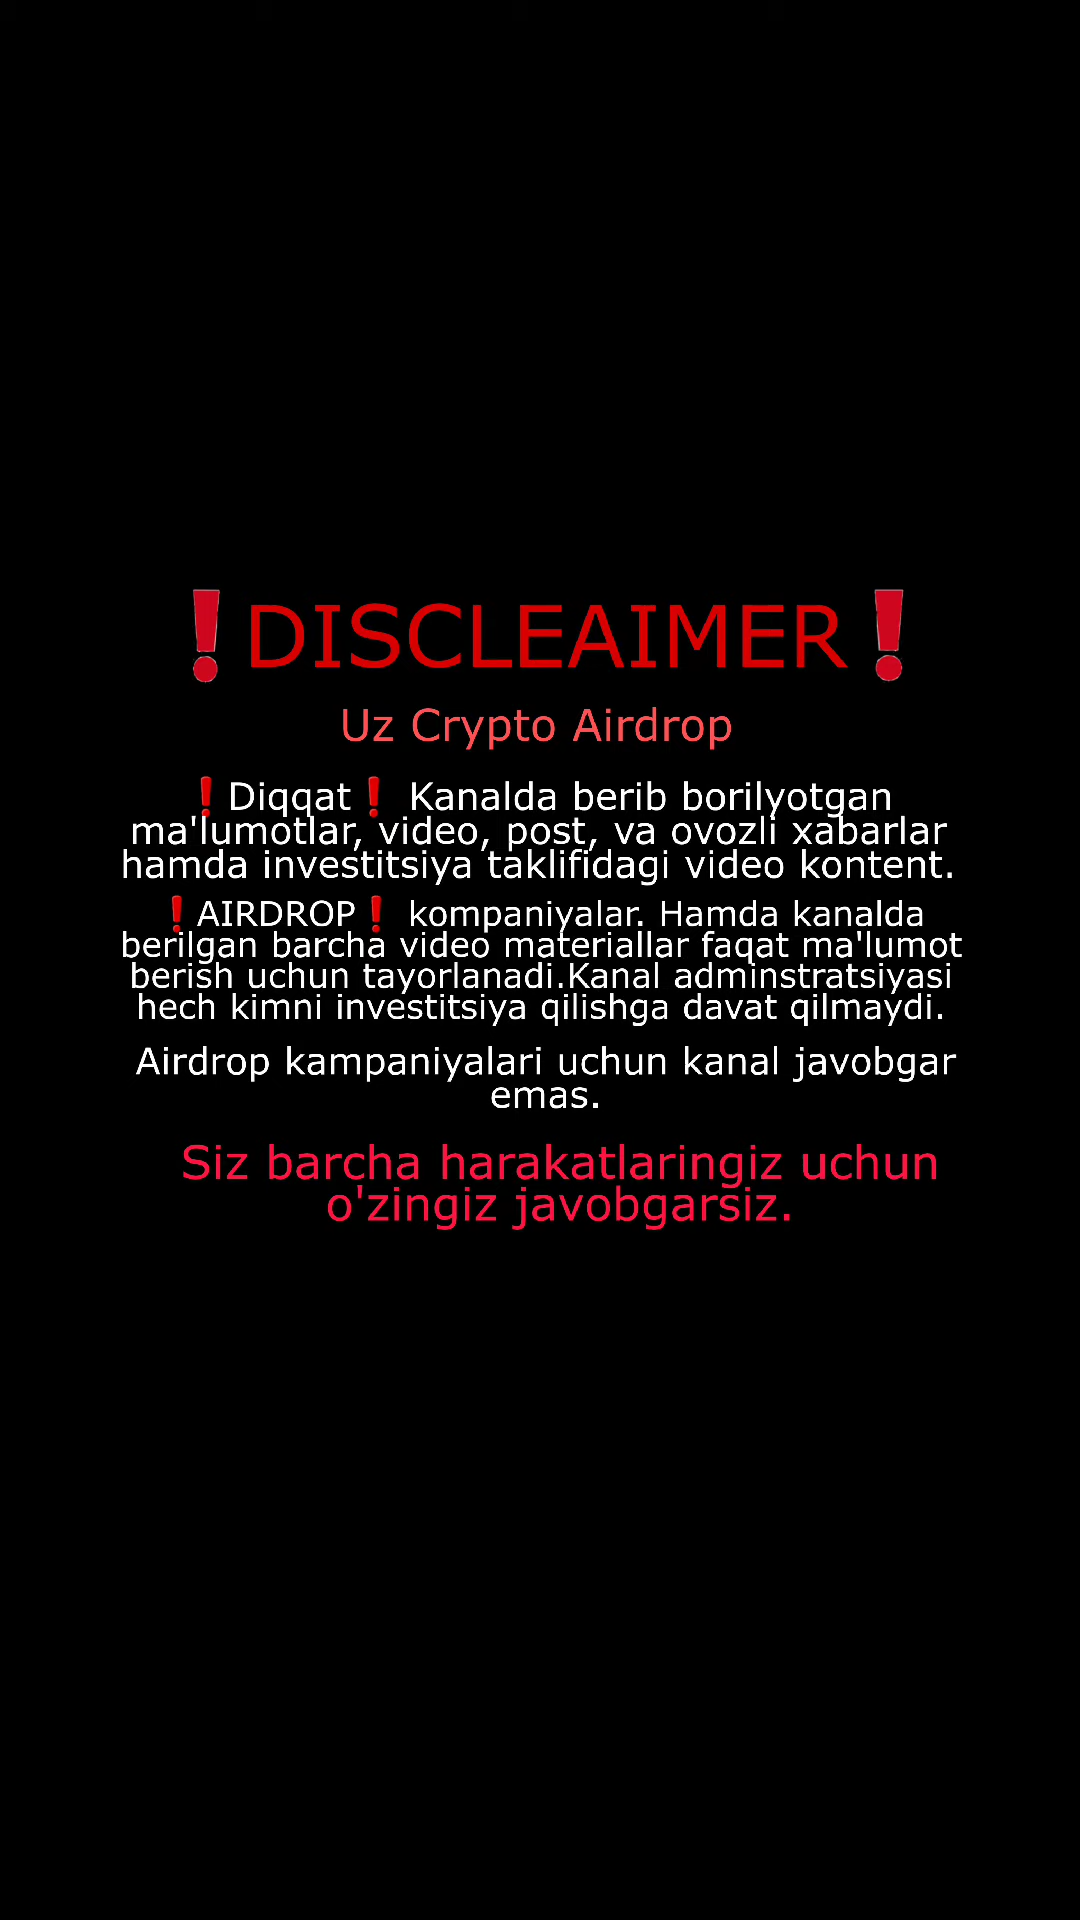 ❗DISCLEAIMER❗
Uz Crypto Airdrop
❗Diqqat❗ Kanalda berib borilyotgan
ma'lumotlar, video, post, va ovozli xabarlar
hamda investitsiya taklifidagi video kontent.
❗AIRDROP❗ kompaniyalar. Hamda kanalda
berilgan barcha video materiallar faqat ma'lumot
berish uchun tayorlanadi.Kanal adminstratsiyasi
hech kimni investitsiya qilishga davat qilmaydi.
Airdrop kampaniyalari uchun kanal javobgar
emas.
Siz barcha harakatlaringiz uchun
o'zingiz javobgarsiz.